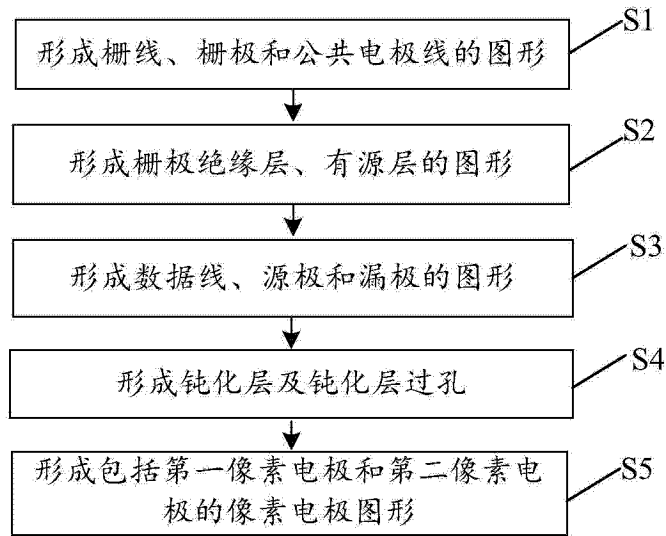 形成栅线、栅极和公共电极线的图形
S1
形成栅极绝缘层、有源层的图形
S2
形成数据线、源极和漏极的图形
S3
形成钝化层及钝化层过孔
S4
形成包括第一像素电极和第二像素电
极的像素电极图形
S5